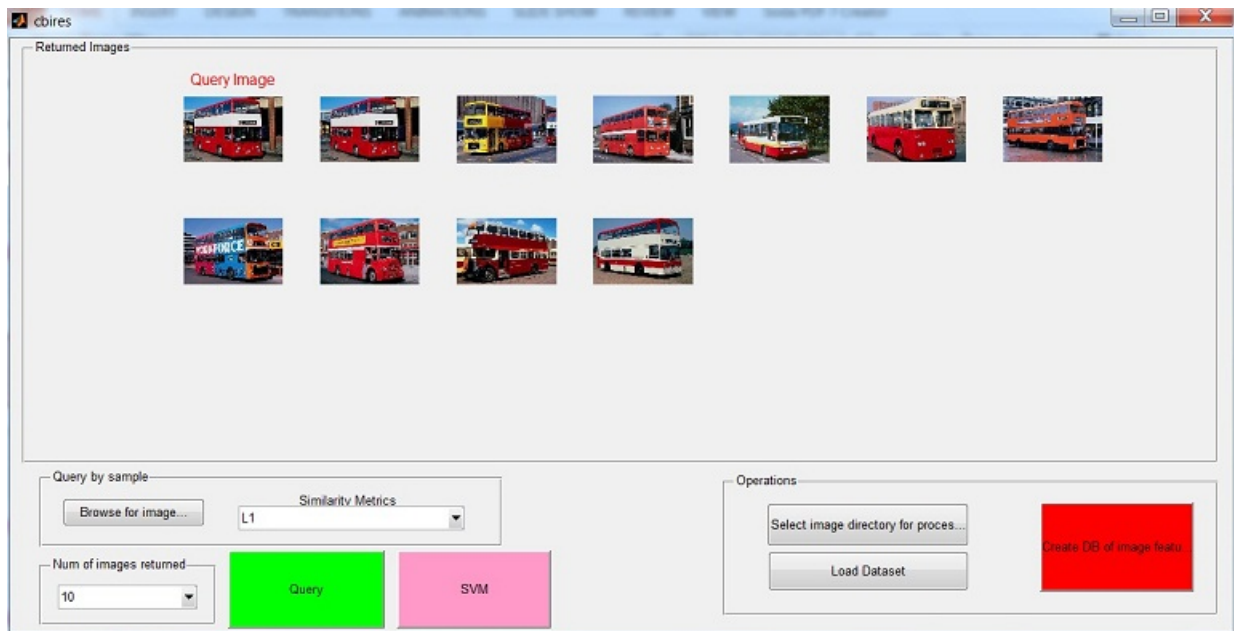 cbires
Returned Images
Query Image
WORKFORCE
Query by sample
Browse for image...
Similarity Metrics
L1
Num of images returned
10
Query
SVM
Operations
Select image directory for proces...
Load Dataset
Create DB of image featu...